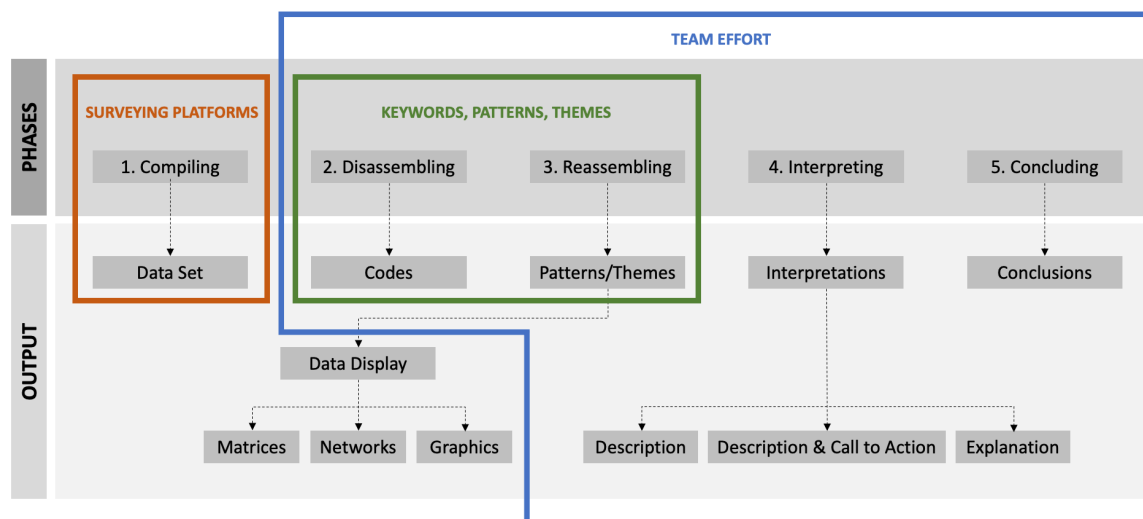 TEAM EFFORT
PHASES
SURVEYING PLATFORMS
KEYWORDS, PATTERNS, THEMES
1. Compiling
2. Disassembling
3. Reassembling
4. Interpreting
5. Concluding
OUTPUT
Data Set
Codes
Patterns/Themes
Interpretations
Conclusions
Data Display
Matrices
Networks
Graphics
Description
Description & Call to Action
Explanation